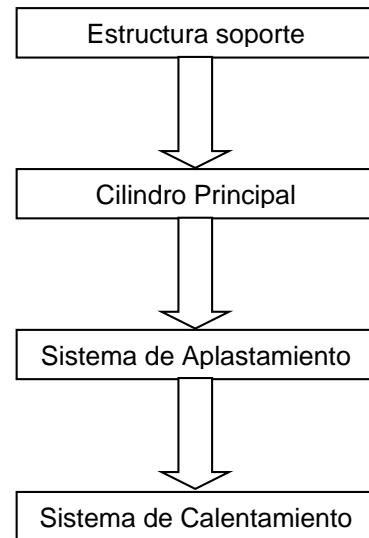 Estructura soporte
Cilindro Principal
Sistema de Aplastamiento
Sistema de Calentamiento